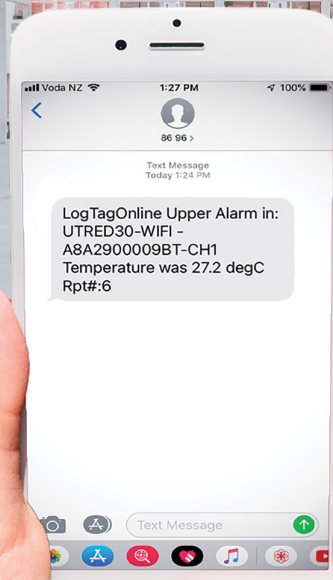 Voda NZ 1:27 PM 100%
86 96 >
Text Message
Today 1:24 PM
LogTagOnline Upper Alarm in:
UTRED30-WIFI -
A8A2900009BT-CH1
Temperature was 27.2 degC
Rpt#:6
Text Message